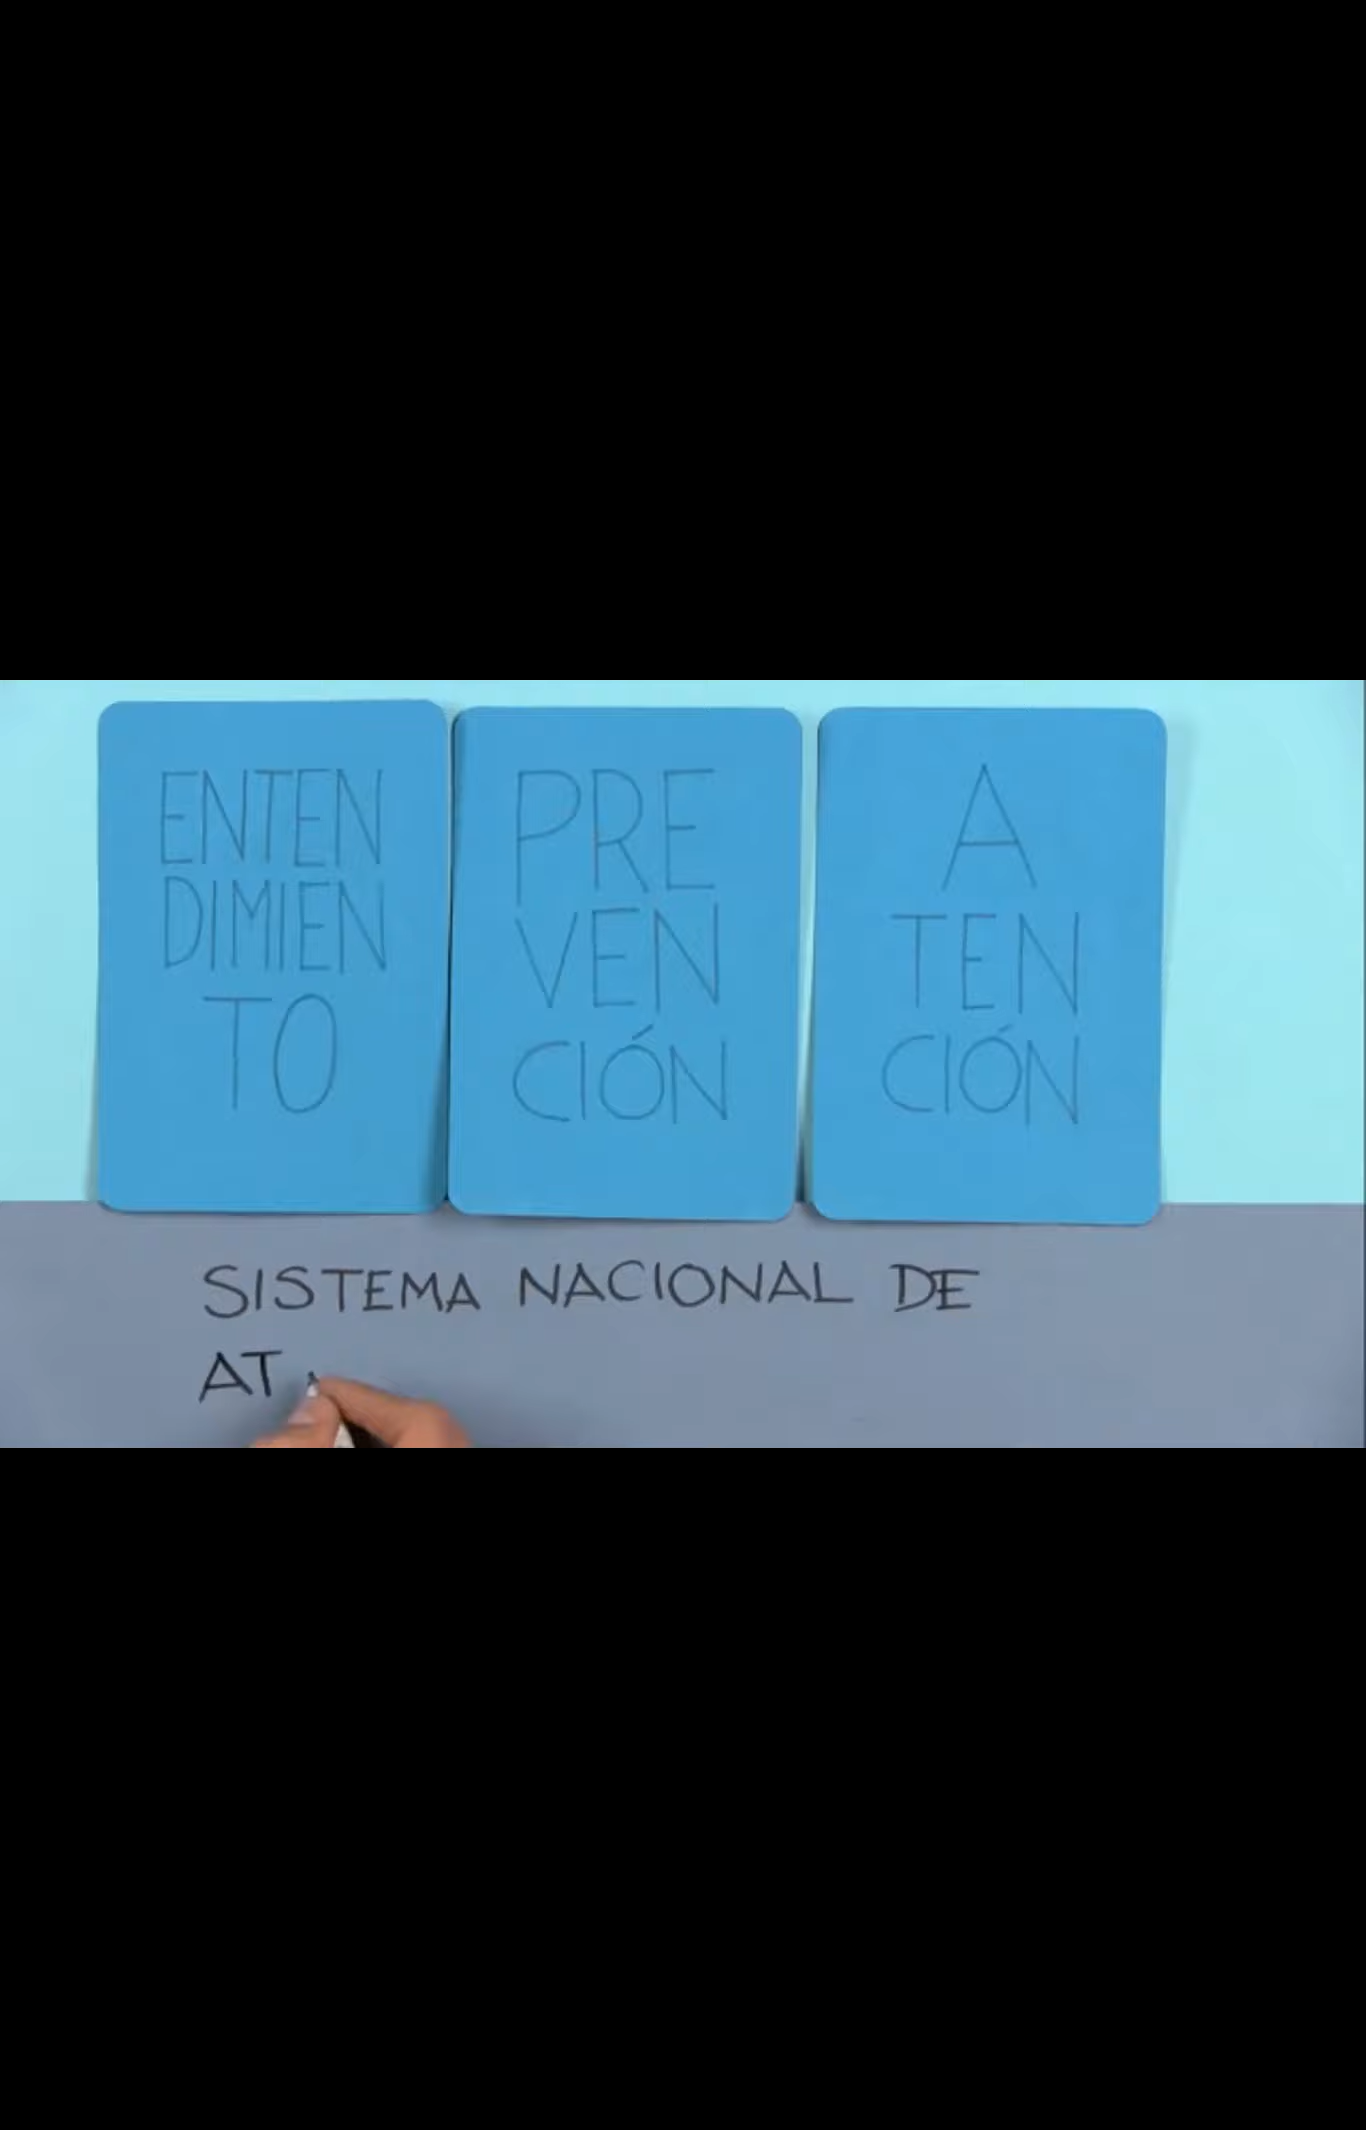 ENTEN
DIMIEN
TO
PRE
VEN
CIÓN
A
TEN
CIÓN
SISTEMA NACIONAL DE
AT